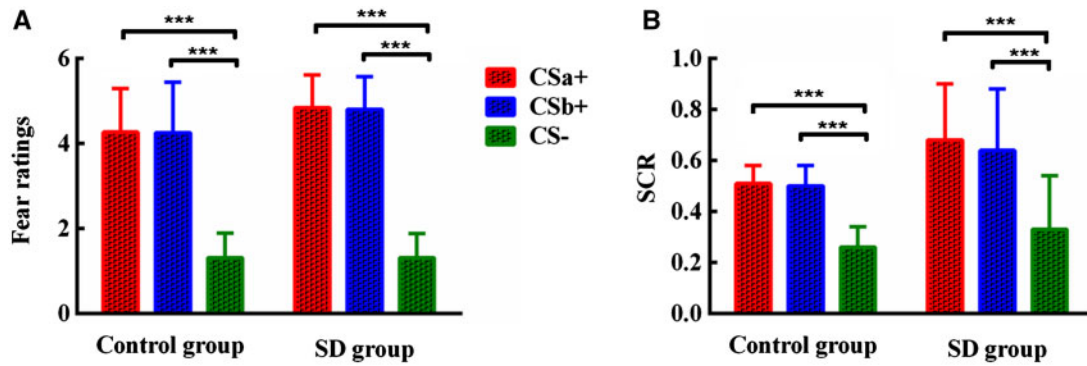 A
Fear ratings
6
4
2
0
***
***
***
***
Control group
SD group
CSa+
CSb+
CS-
B
SCR
1.0
0.8
0.6
0.4
0.2
0.0
***
***
***
***
Control group
SD group